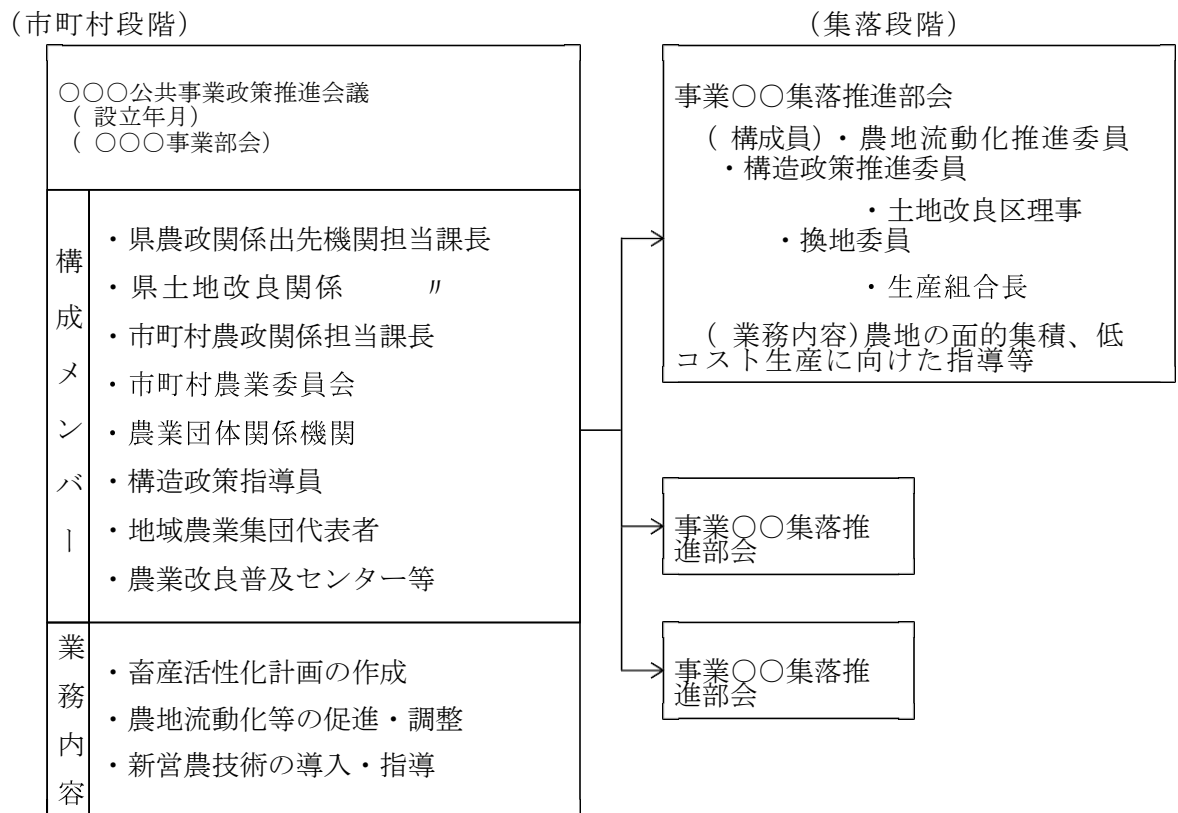 (市町村段階)
○○○公共事業政策推進会議
( 設立年月)
( ○○○事業部会)
構成メンバー
・県農政関係出先機関担当課長
・県土地改良関係 〃
・市町村農政関係担当課長
・市町村農業委員会
・農業団体関係機関
・構造政策指導員
・地域農業集団代表者
・農業改良普及センター等
業務内容
・畜産活性化計画の作成
・農地流動化等の促進・調整
・新営農技術の導入・指導
(集落段階)
事業○○集落推進部会
( 構成員)・農地流動化推進委員
・構造政策推進委員
・土地改良区理事
・換地委員
・生産組合長
( 業務内容)農地の面的集積、低
コスト生産に向けた指導等
事業○○集落推
進部会
事業○○集落推
進部会